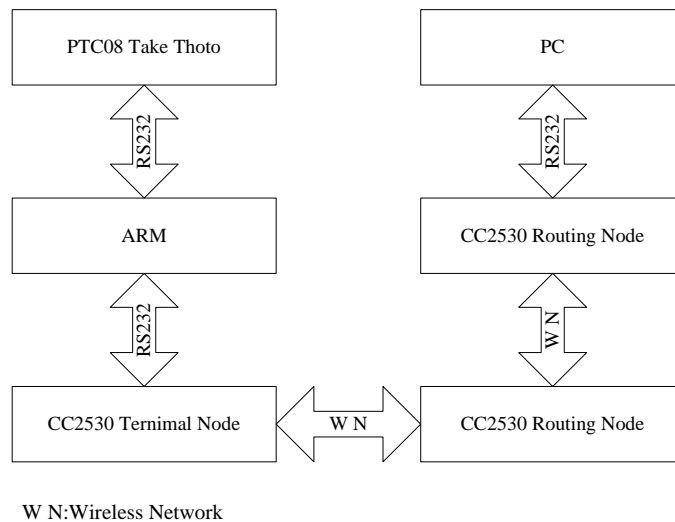 PTC08 Take Thoto
PC
RS232
RS232
ARM
CC2530 Routing Node
RS232
W N
CC2530 Ternimal Node
W N
CC2530 Routing Node
W N:Wireless Network